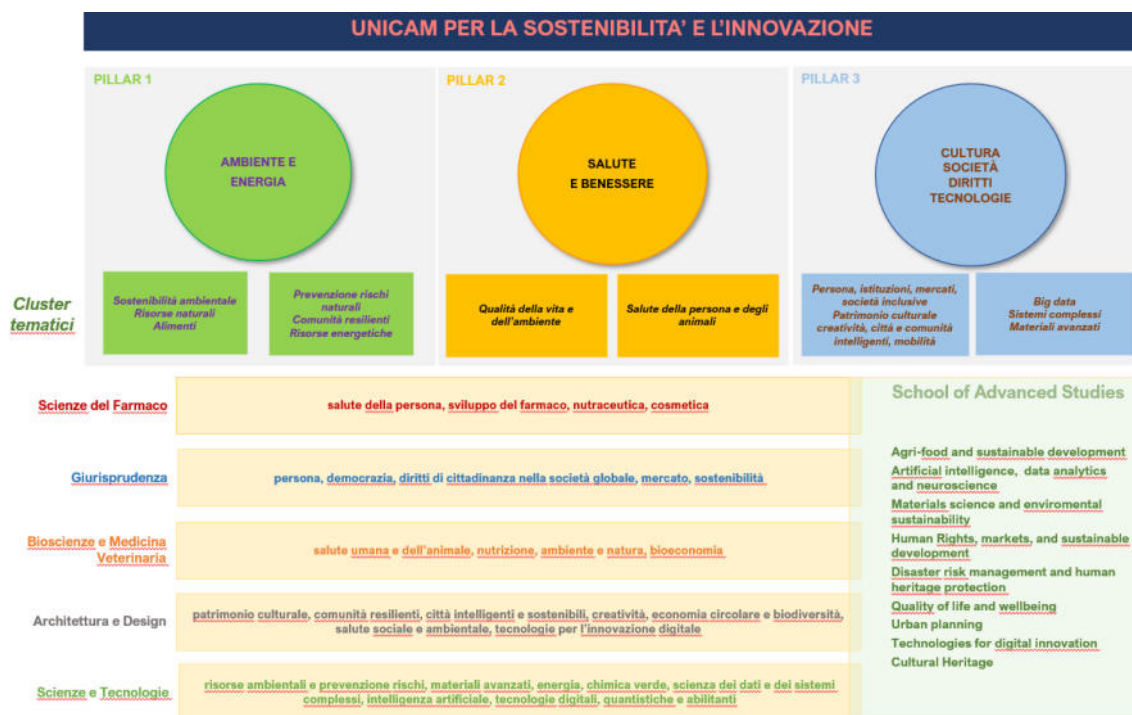 UNICAM PER LA SOSTENIBILITA' E L'INNOVAZIONE
PILLAR 1
PILLAR 2
PILLAR 3
AMBIENTE E
ENERGIA
SALUTE
E BENESSERE
CULTURA
SOCIETÀ
DIRITTI
TECNOLOGIE
Cluster
tematici
Sostenibilità ambientale
Risorse naturali
Alimenti
Prevenzione rischi
naturali
Comunità resilienti
Risorse energetiche
Qualità della vita e
dell'ambiente
Salute della persona e degli
animali
Persona, istituzioni, mercati,
società inclusive
Patrimonio culturale
creatività, città e comunità
intelligenti, mobilità
Big data
Sistemi complessi
Materiali avanzati
Scienze del Farmaco
salute della persona, sviluppo del farmaco, nutraceutica, cosmetica
Giurisprudenza
persona, democrazia, diritti di cittadinanza nella società globale, mercato, sostenibilità
Bioscienze e Medicina
Veterinaria
salute umana e dell'animale, nutrizione, ambiente e natura, bioeconomia
Architettura e Design
patrimonio culturale, comunità resilienti, città intelligenti e sostenibili, creatività, economia circolare e biodiversità,
salute sociale e ambientale, tecnologie per l'innovazione digitale
Scienze e Tecnologie
risorse ambientali e prevenzione rischi, materiali avanzati, energia, chimica verde, scienza dei dati e dei sistemi
complessi, intelligenza artificiale, tecnologie digitali, quantistiche e abilitanti
School of Advanced Studies
Agri-food and sustainable development
Artificial intelligence, data analytics
and neuroscience
Materials science and enviromental
sustainability
Human Rights, markets, and sustainable
development
Disaster risk management and human
heritage protection
Quality of life and wellbeing
Urban planning
Technologies for digital innovation
Cultural Heritage